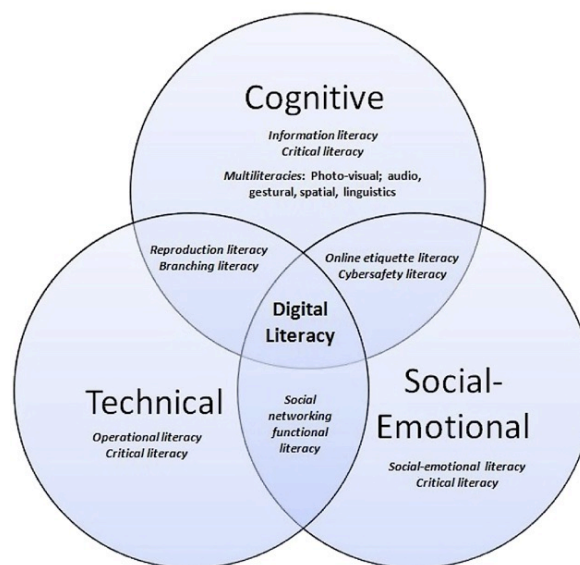 Cognitive
Information literacy
Critical literacy
Multiliteracies: Photo-visual; audio,
gestural, spatial, linguistics
Reproduction literacy
Branching literacy
Online etiquette literacy
Cybersafety literacy
Digital
Literacy
Technical
Operational literacy
Critical literacy
Social
networking
functional
literacy
Social-
Emotional
Social-emotional literacy
Critical literacy